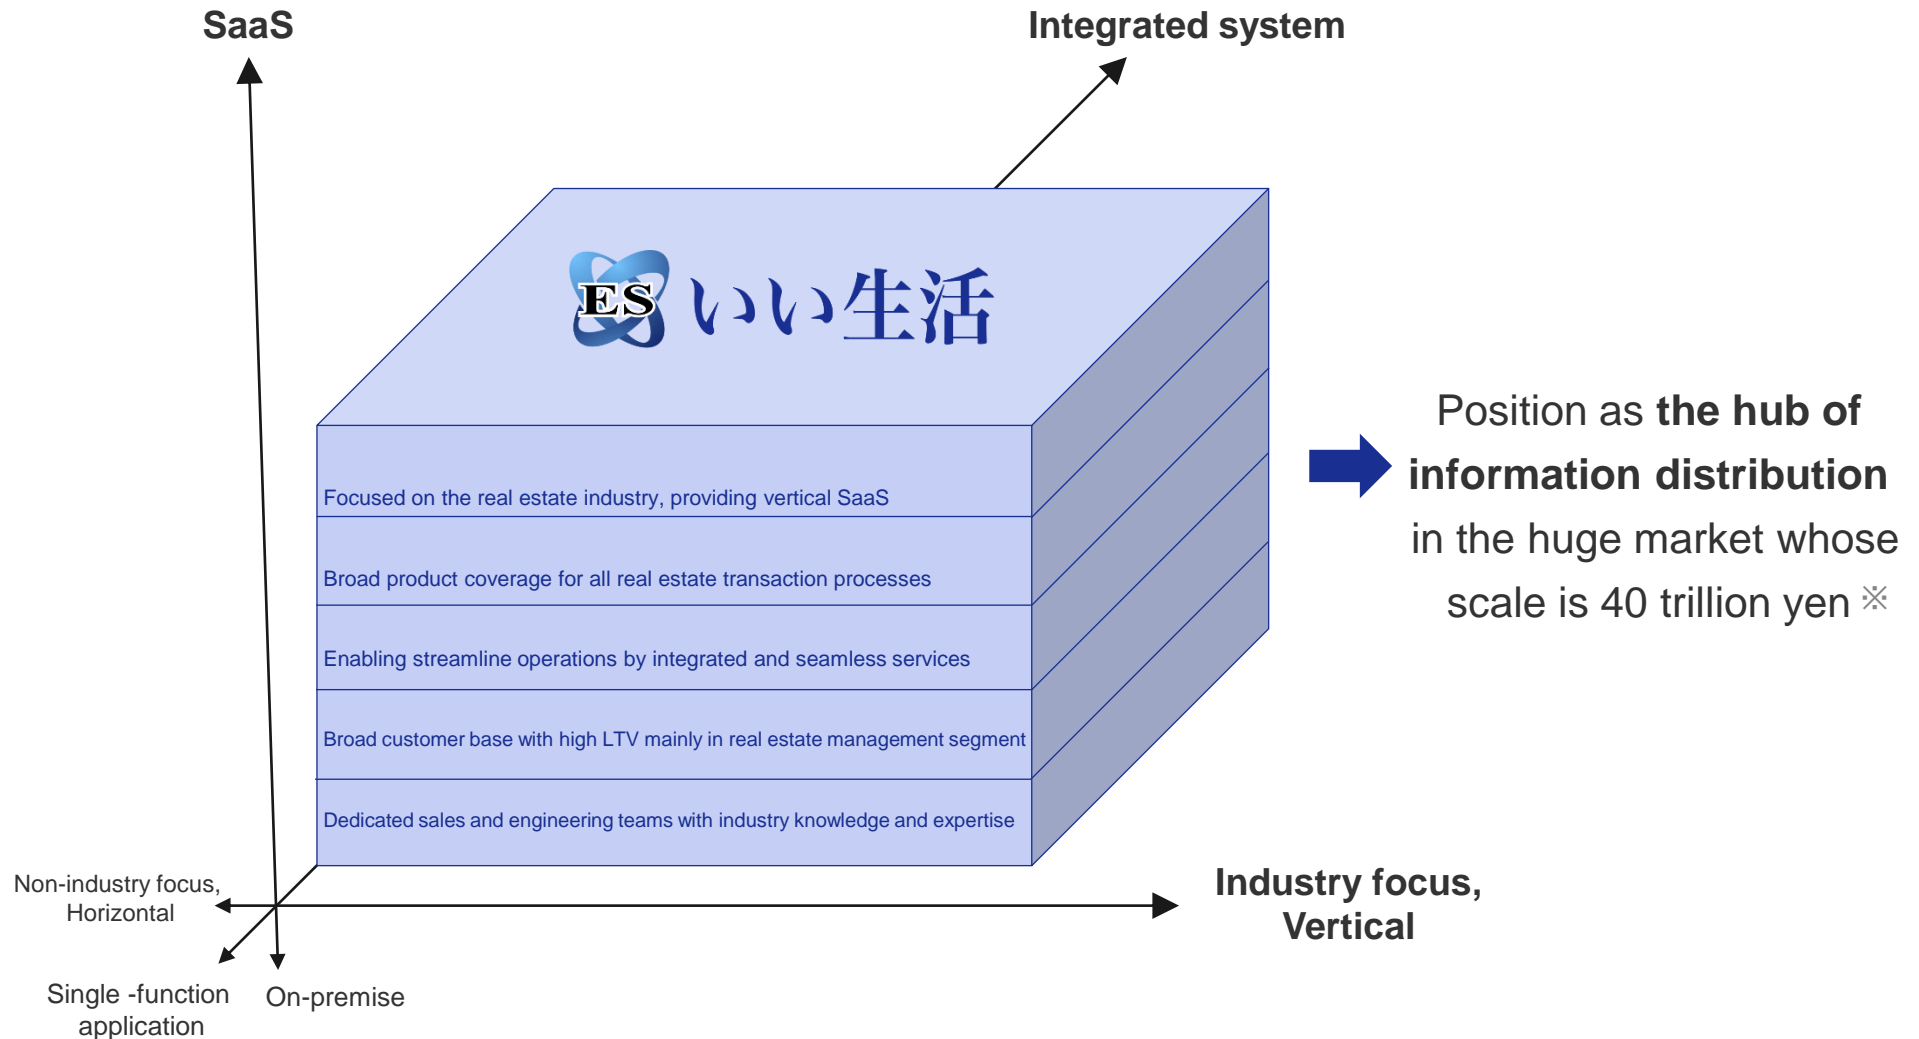 SaaS
Integrated system
ES いい生活
Focused on the real estate industry, providing vertical SaaS
Broad product coverage for all real estate transaction processes
Enabling streamline operations by integrated and seamless services
Broad customer base with high LTV mainly in real estate management segment
Dedicated sales and engineering teams with industry knowledge and expertise
Position as the hub of
information distribution
in the huge market whose
scale is 40 trillion yen ※
Non-industry focus,
Horizontal
Industry focus,
Vertical
Single -function
application
On-premise